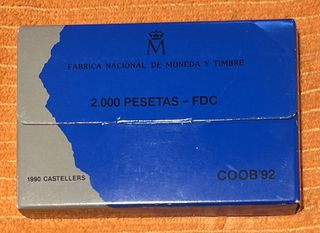 M
FABRICA NACIONAL DE MONEDA Y TIMBRE
2.000 PESETAS - FDC
1990 CASTELLERS
COOB'92